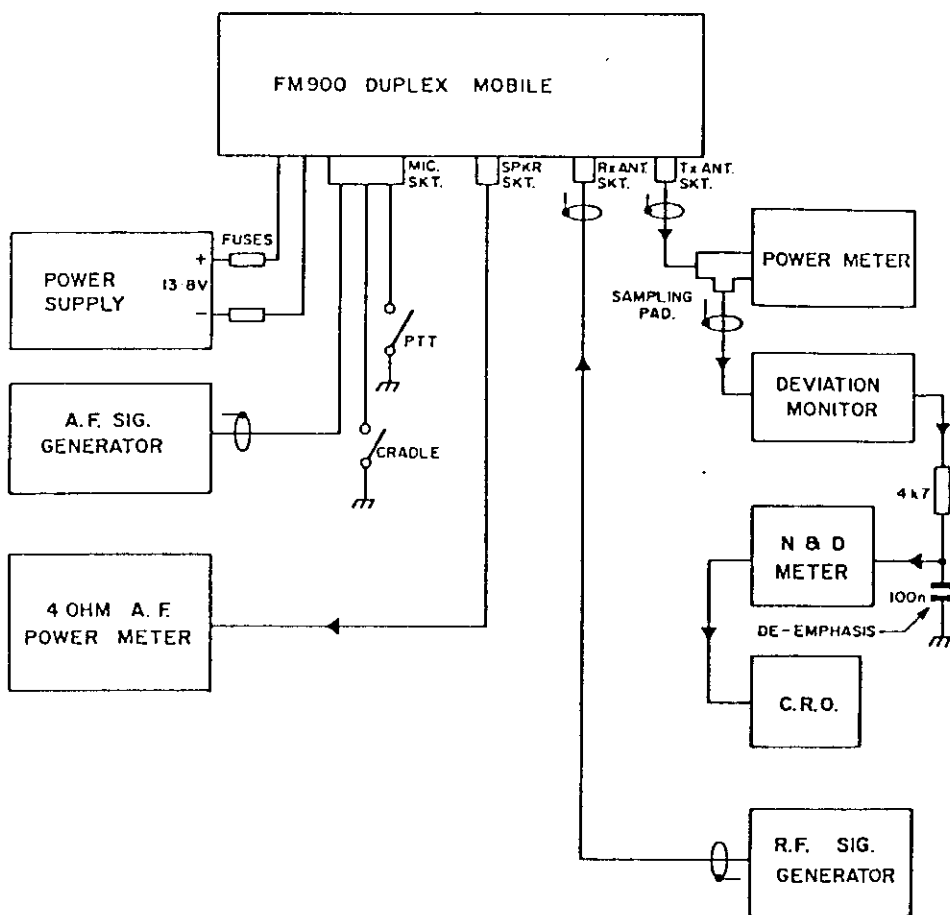 FM900 DUPLEX MOBILE
MIC.
SKT.
SPKR
SKT.
Rx ANT.
SKT.
Tx ANT.
SKT.
FUSES
POWER
SUPPLY
+
13·8V
−
POWER METER
SAMPLING
PAD.
PTT
A.F. SIG.
GENERATOR
CRADLE
DEVIATION
MONITOR
4k7
N & D
METER
100n
DE-EMPHASIS
4 OHM A.F.
POWER METER
C.R.O.
R.F. SIG.
GENERATOR